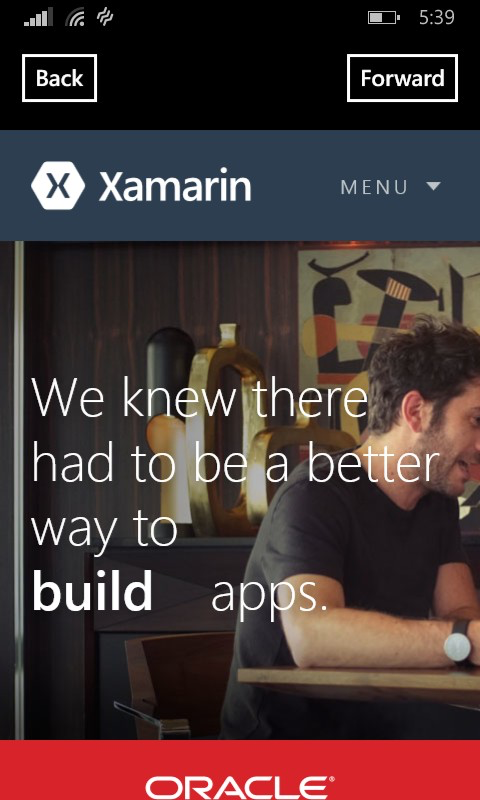 5:39
Back Forward
Xamarin MENU
We knew there
had to be a better
way to
build apps.
ORACLE®